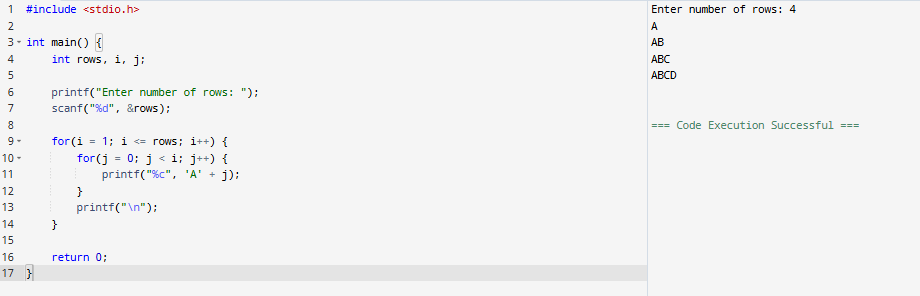 1 #include <stdio.h>
2
3 int main() {
4     int rows, i, j;
5
6     printf("Enter number of rows: ");
7     scanf("%d", &rows);
8
9     for(i = 1; i <= rows; i++) {
10         for(j = 0; j < i; j++) {
11             printf("%c", 'A' + j);
12         }
13         printf("\n");
14     }
15
16     return 0;
17 }
Enter number of rows: 4
A
AB
ABC
ABCD
=== Code Execution Successful ===